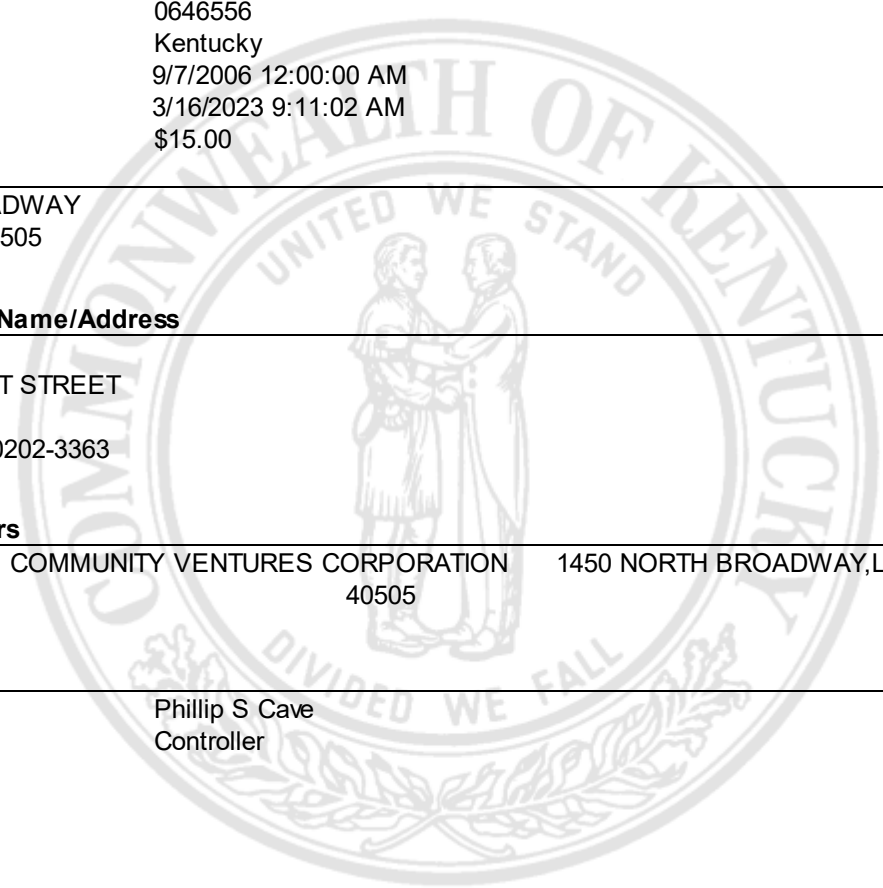 0646556
Kentucky
9/7/2006 12:00:00 AM
3/16/2023 9:11:02 AM
$15.00
ADWAY
505
Name/Address
T STREET
0202-3363
rs
COMMUNITY VENTURES CORPORATION 1450 NORTH BROADWAY,L
40505
Phillip S Cave
Controller
COMMONWEALTH OF KENTUCKY
UNITED WE STAND
DIVIDED WE FALL